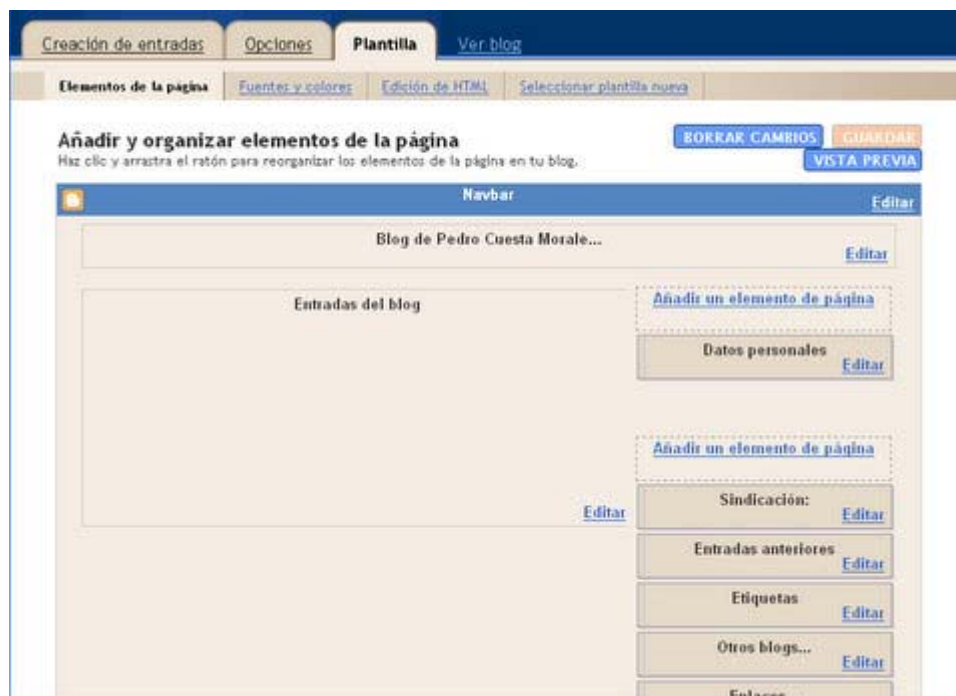 Creación de entradas Opciones Plantilla Ver blog
Elementos de la página Fuentes y colores Edición de HTML Seleccionar plantilla nueva
Añadir y organizar elementos de la página
Haz clic y arrastra el ratón para reorganizar los elementos de la página en tu blog.
BORRAR CAMBIOS GUARDAR
VISTA PREVIA
Navbar
Editar
Blog de Pedro Cuesta Morale...
Editar
Entradas del blog
Editar
Añadir un elemento de página
Datos personales
Editar
Añadir un elemento de página
Sindicación:
Editar
Entradas anteriores
Editar
Etiquetas
Editar
Otros blogs...
Editar
Enlaces